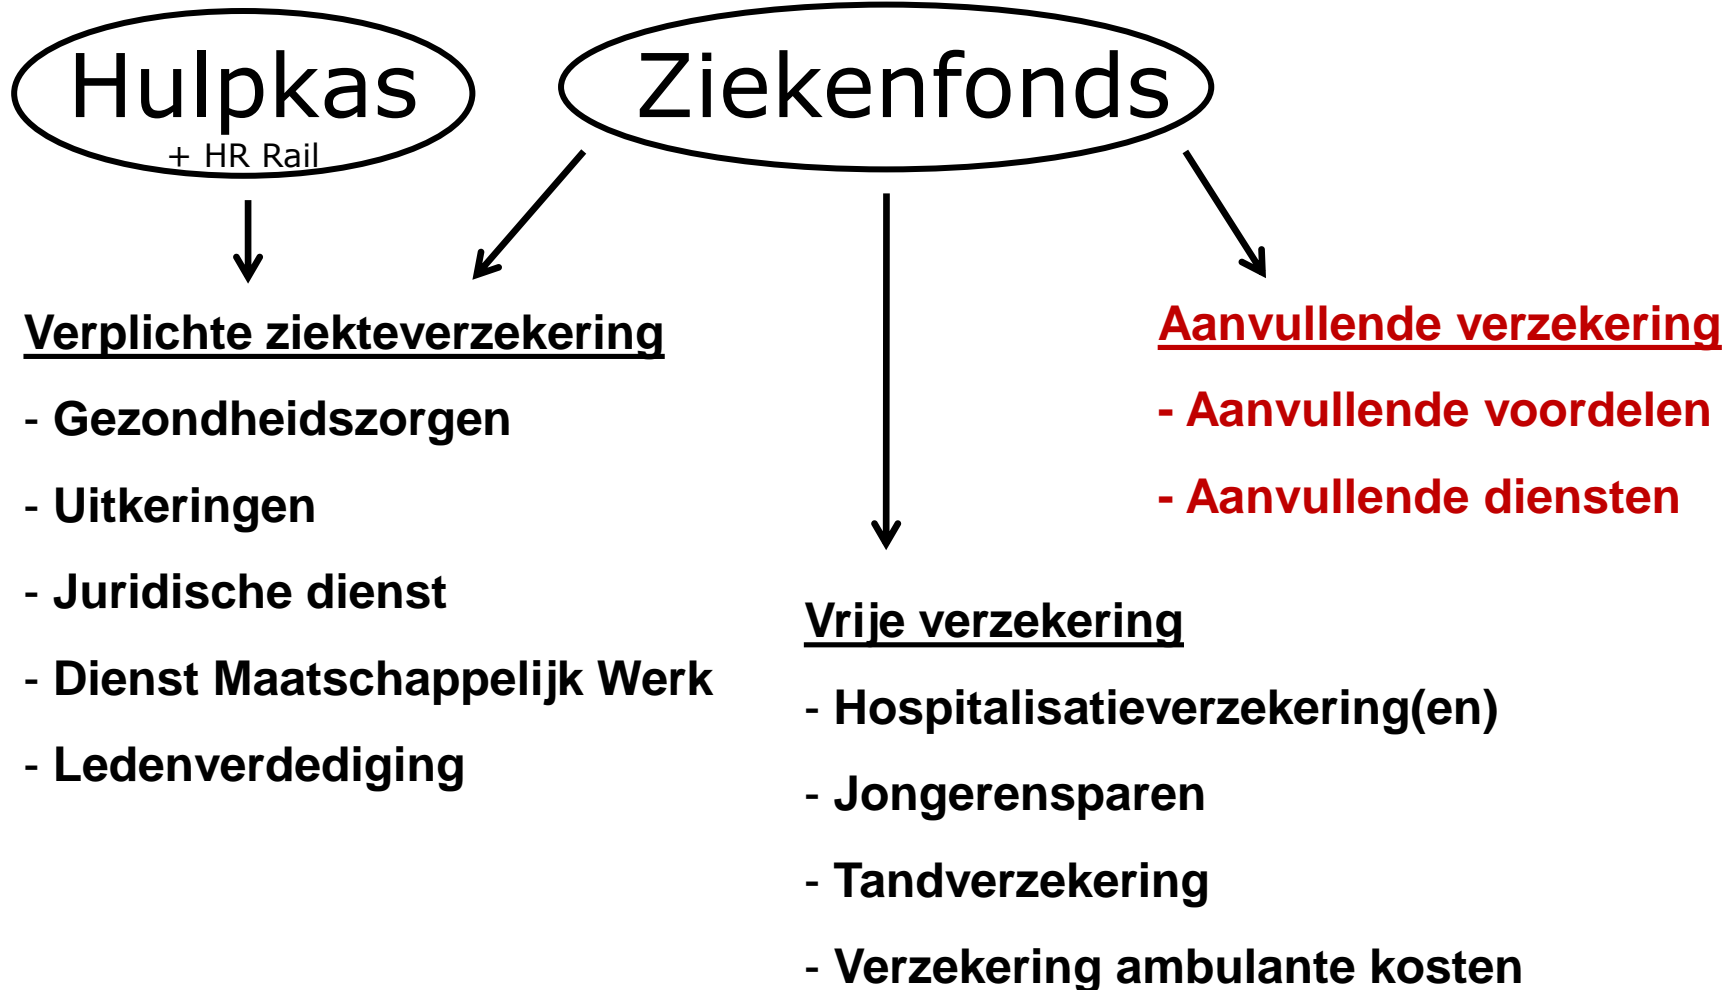 Hulpkas
+ HR Rail
Ziekenfonds
Verplichte ziekteverzekering
- Gezondheidszorgen
- Uitkeringen
- Juridische dienst
- Dienst Maatschappelijk Werk
- Ledenverdediging
Vrije verzekering
- Hospitalisatieverzekering(en)
- Jongerensparen
- Tandverzekering
- Verzekering ambulante kosten
Aanvullende verzekering
- Aanvullende voordelen
- Aanvullende diensten